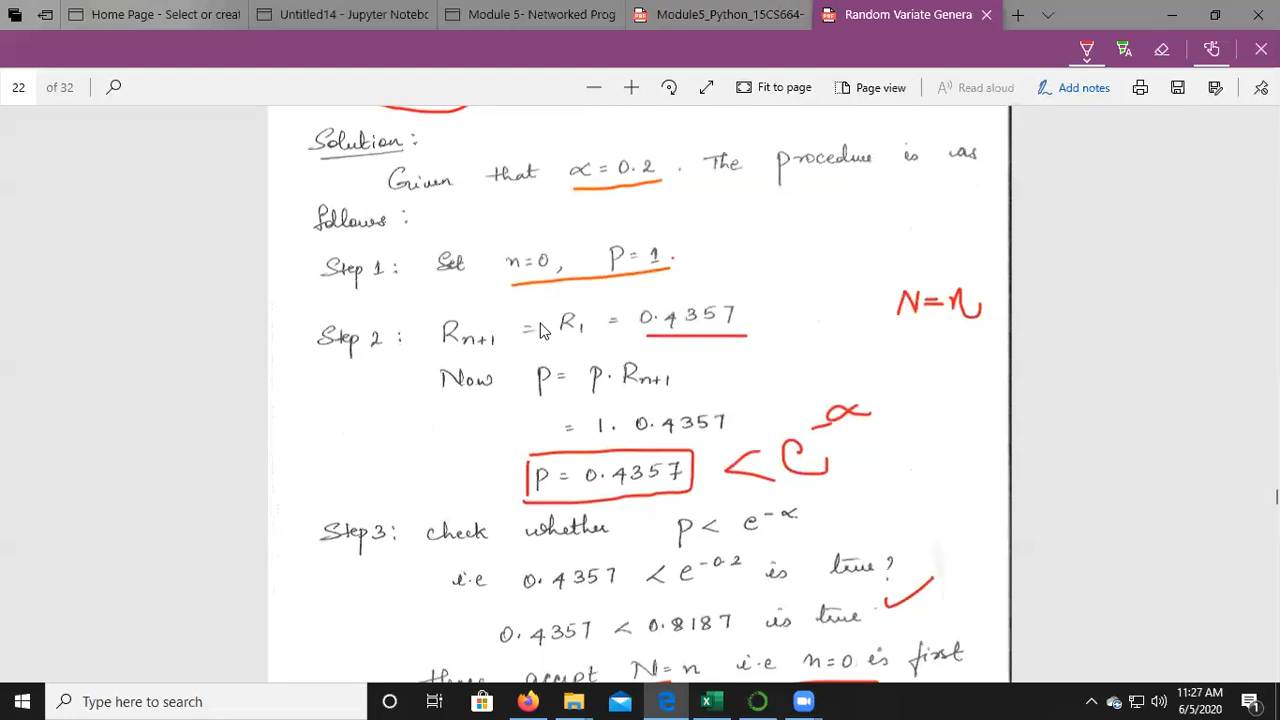 Home Page - Select or creat
Untitled14 - Jupyter Notebo
Module 5- Networked Prog
Module5_Python_15CS664-
Random Variate Genera
22 of 32
Fit to page
Page view
Read aloud
Add notes
Solution:
Given that α = 0.2 . The procedure is as
follows :
Step 1 : Set n=0, P = 1.
N=n
Step 2 : Rn+1 = R1 = 0.4357
Now P = P. Rn+1
= 1. 0.4357
P = 0.4357 < e-α
Step 3 : check whether P < e-α
i.e 0.4357 < e-0.2 is true?
0.4357 < 0.8187 is true
accept N=n i.e n=0 is first
Type here to search
11:27 AM
6/5/2020
1